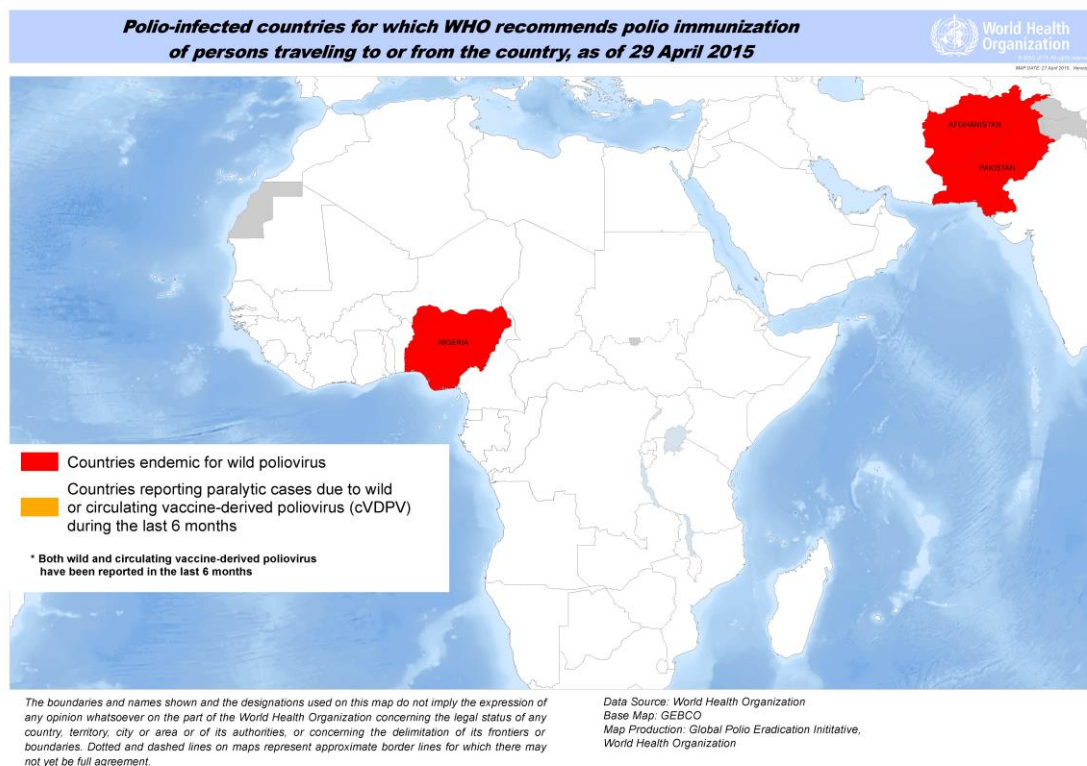 Polio-infected countries for which WHO recommends polio immunization
of persons traveling to or from the country, as of 29 April 2015
World Health
Organization
MAP DATE: 27 April 2015,
AFGHANISTAN
PAKISTAN
NIGERIA
Countries endemic for wild poliovirus
Countries reporting paralytic cases due to wild
or circulating vaccine-derived poliovirus (cVDPV)
during the last 6 months
* Both wild and circulating vaccine-derived poliovirus
have been reported in the last 6 months
The boundaries and names shown and the designations used on this map do not imply the expression of
any opinion whatsoever on the part of the World Health Organization concerning the legal status of any
country, territory, city or area or of its authorities, or concerning the delimitation of its frontiers or
boundaries. Dotted and dashed lines on maps represent approximate border lines for which there may
not yet be full agreement.
Data Source: World Health Organization
Base Map: GEBCO
Map Production: Global Polio Eradication Inititative,
World Health Organization